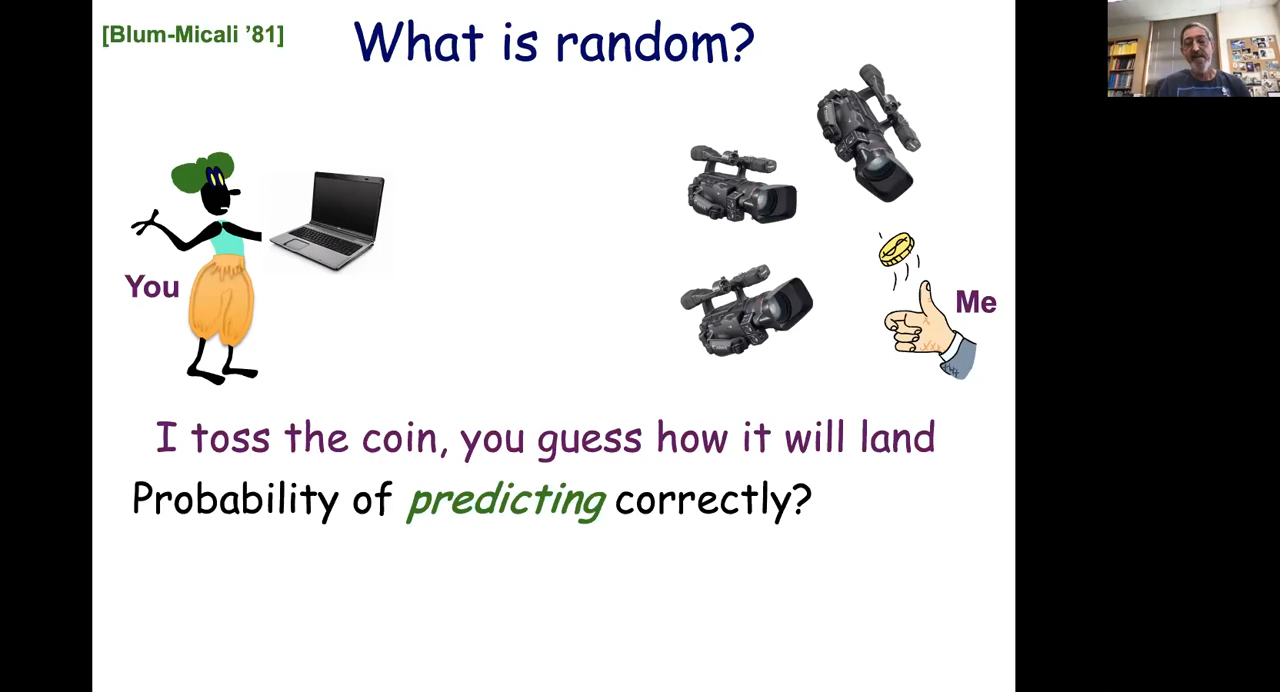 [Blum-Micali ’81]
What is random?
You
Me
I toss the coin, you guess how it will land
Probability of predicting correctly?